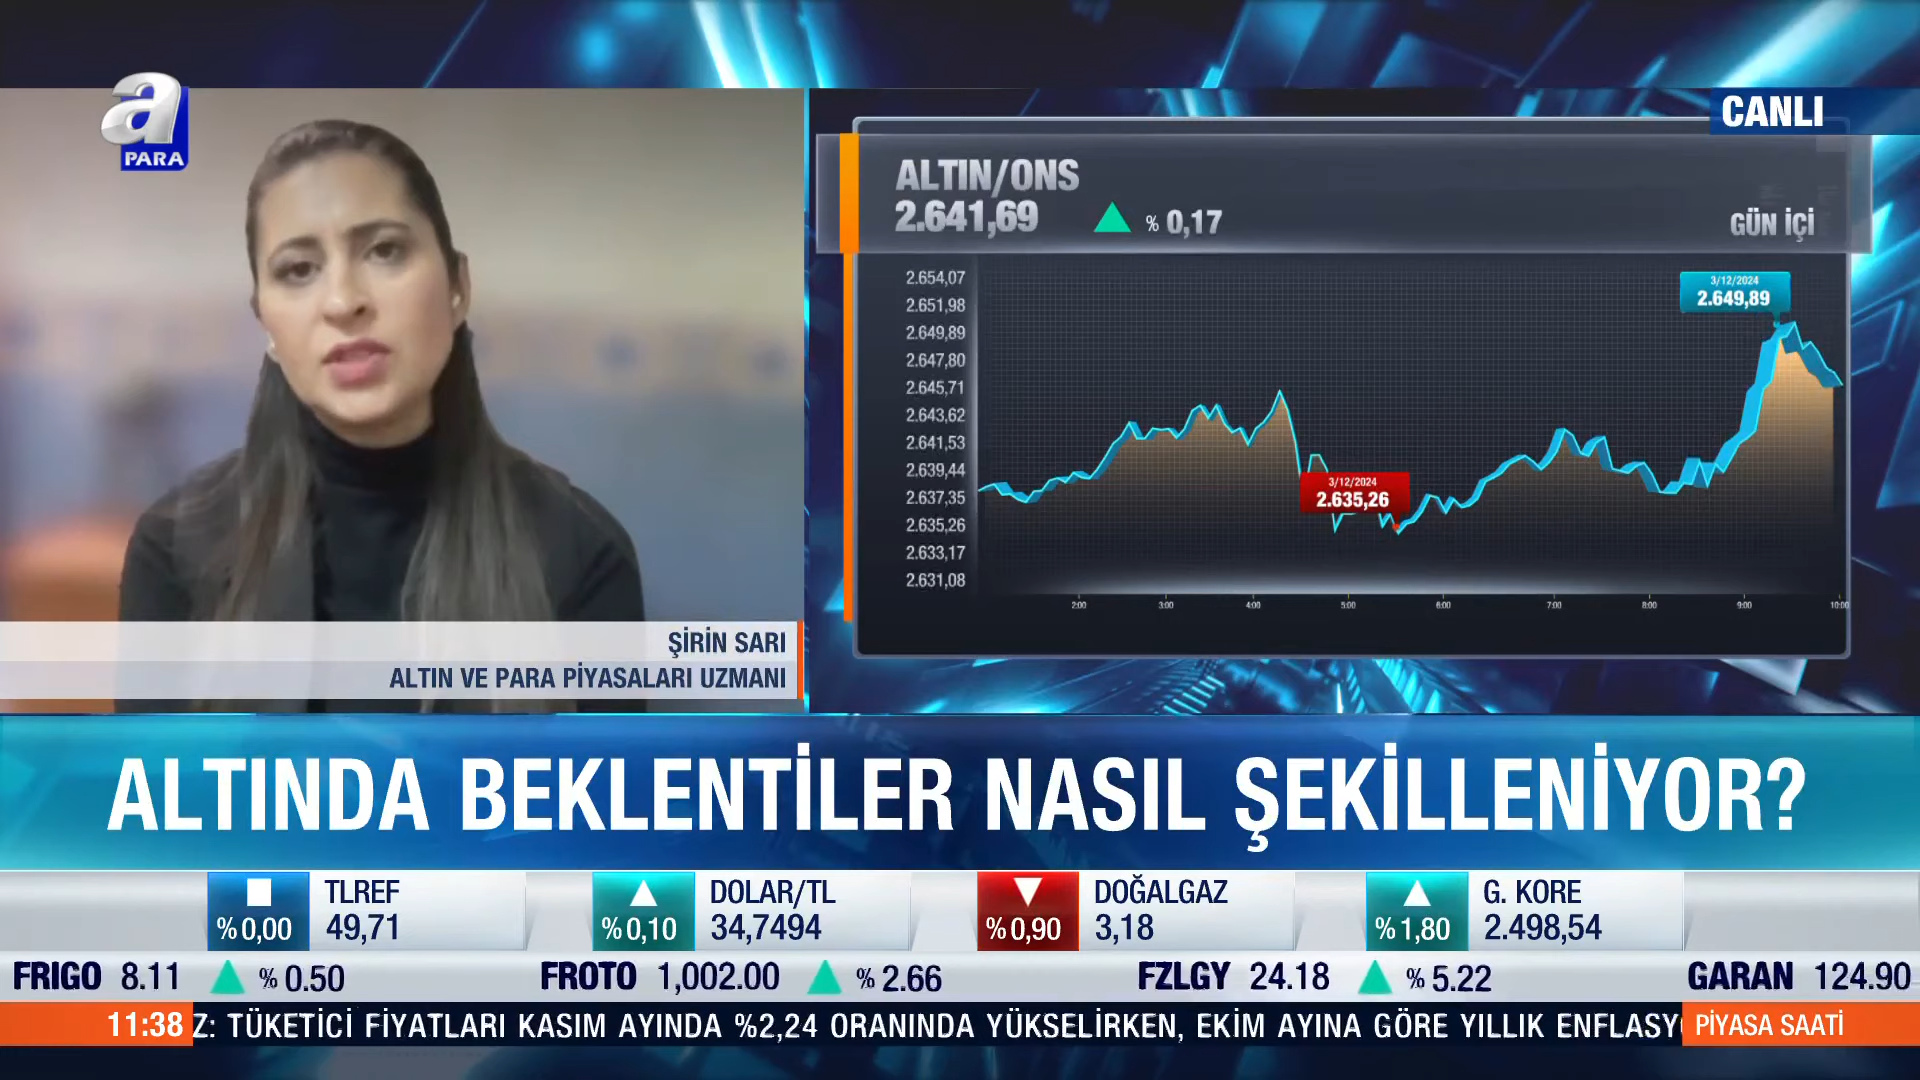 a
PARA
CANLI
ALTIN/ONS
2.641,69
% 0,17
GÜN İÇİ
2.654,07
2.651,98
2.649,89
2.647,80
2.645,71
2.643,62
2.641,53
2.639,44
2.637,35
2.635,26
2.633,17
2.631,08
3/12/2024
2.649,89
3/12/2024
2.635,26
2:00 3:00 4:00 5:00 6:00 7:00 8:00 9:00 10:00
ŞİRİN SARI
ALTIN VE PARA PİYASALARI UZMANI
ALTINDA BEKLENTİLER NASIL ŞEKİLLENİYOR?
%0,00 TLREF 49,71
%0,10 DOLAR/TL 34,7494
%0,90 DOĞALGAZ 3,18
%1,80 G. KORE 2.498,54
FRIGO 8.11 % 0.50 FROTO 1,002.00 % 2.66 FZLGY 24.18 % 5.22 GARAN 124.90
11:38 Z: TÜKETİCİ FİYATLARI KASIM AYINDA %2,24 ORANINDA YÜKSELİRKEN, EKİM AYINA GÖRE YILLIK ENFLASY PİYASA SAATİ